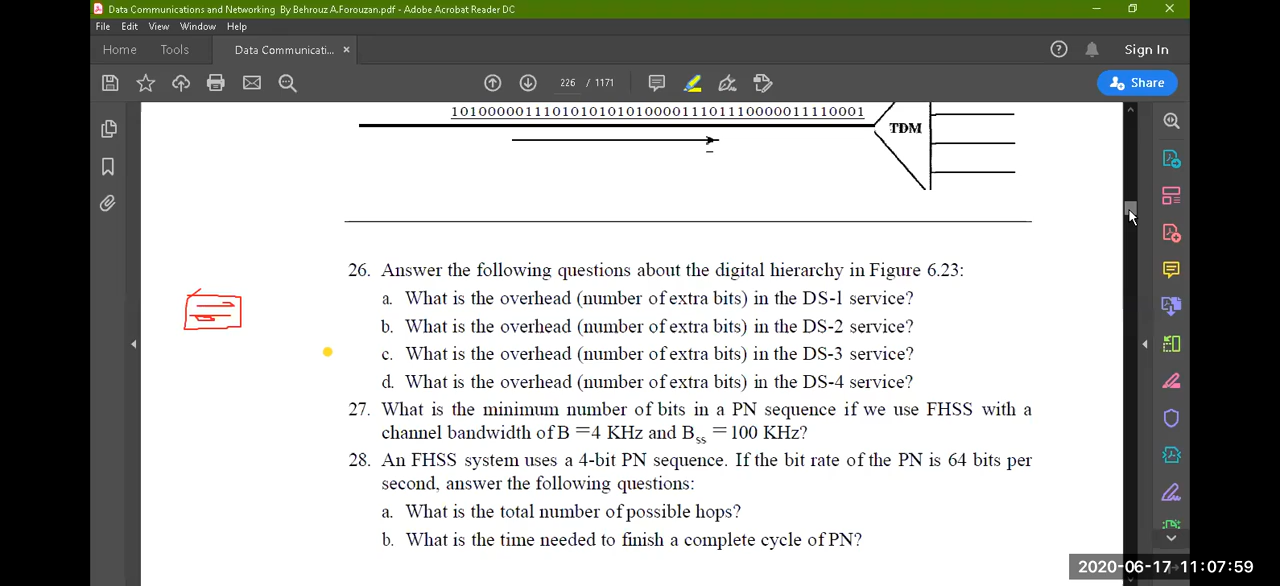 Data Communications and Networking By Behrouz A.Forouzan.pdf - Adobe Acrobat Reader DC
File Edit View Window Help
Home Tools Data Communicati... ×
? Sign In
226 / 1171
Share
101000001110101010101000011101110000011110001
TDM
26. Answer the following questions about the digital hierarchy in Figure 6.23:
a. What is the overhead (number of extra bits) in the DS-1 service?
b. What is the overhead (number of extra bits) in the DS-2 service?
c. What is the overhead (number of extra bits) in the DS-3 service?
d. What is the overhead (number of extra bits) in the DS-4 service?
27. What is the minimum number of bits in a PN sequence if we use FHSS with a
channel bandwidth of B =4 KHz and Bss =100 KHz?
28. An FHSS system uses a 4-bit PN sequence. If the bit rate of the PN is 64 bits per
second, answer the following questions:
a. What is the total number of possible hops?
b. What is the time needed to finish a complete cycle of PN?
2020-06-17 11:07:59